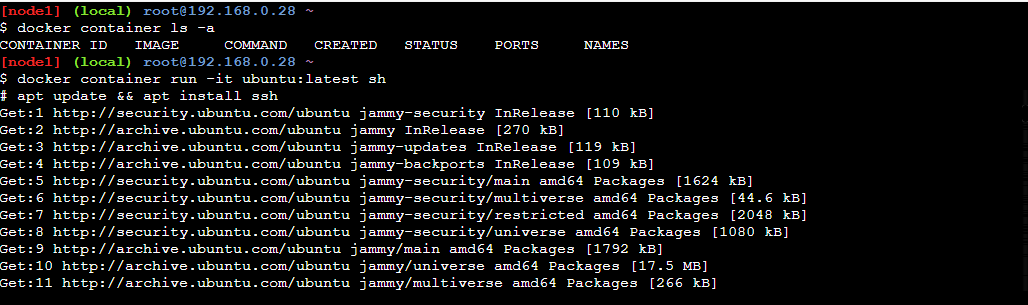 [node1] (local) root@192.168.0.28 ~
$ docker container ls -a
CONTAINER ID   IMAGE     COMMAND   CREATED   STATUS    PORTS     NAMES
[node1] (local) root@192.168.0.28 ~
$ docker container run -it ubuntu:latest sh
# apt update && apt install ssh
Get:1 http://security.ubuntu.com/ubuntu jammy-security InRelease [110 kB]
Get:2 http://archive.ubuntu.com/ubuntu jammy InRelease [270 kB]
Get:3 http://archive.ubuntu.com/ubuntu jammy-updates InRelease [119 kB]
Get:4 http://archive.ubuntu.com/ubuntu jammy-backports InRelease [109 kB]
Get:5 http://security.ubuntu.com/ubuntu jammy-security/main amd64 Packages [1624 kB]
Get:6 http://security.ubuntu.com/ubuntu jammy-security/multiverse amd64 Packages [44.6 kB]
Get:7 http://security.ubuntu.com/ubuntu jammy-security/restricted amd64 Packages [2048 kB]
Get:8 http://security.ubuntu.com/ubuntu jammy-security/universe amd64 Packages [1080 kB]
Get:9 http://archive.ubuntu.com/ubuntu jammy/main amd64 Packages [1792 kB]
Get:10 http://archive.ubuntu.com/ubuntu jammy/universe amd64 Packages [17.5 MB]
Get:11 http://archive.ubuntu.com/ubuntu jammy/multiverse amd64 Packages [266 kB]